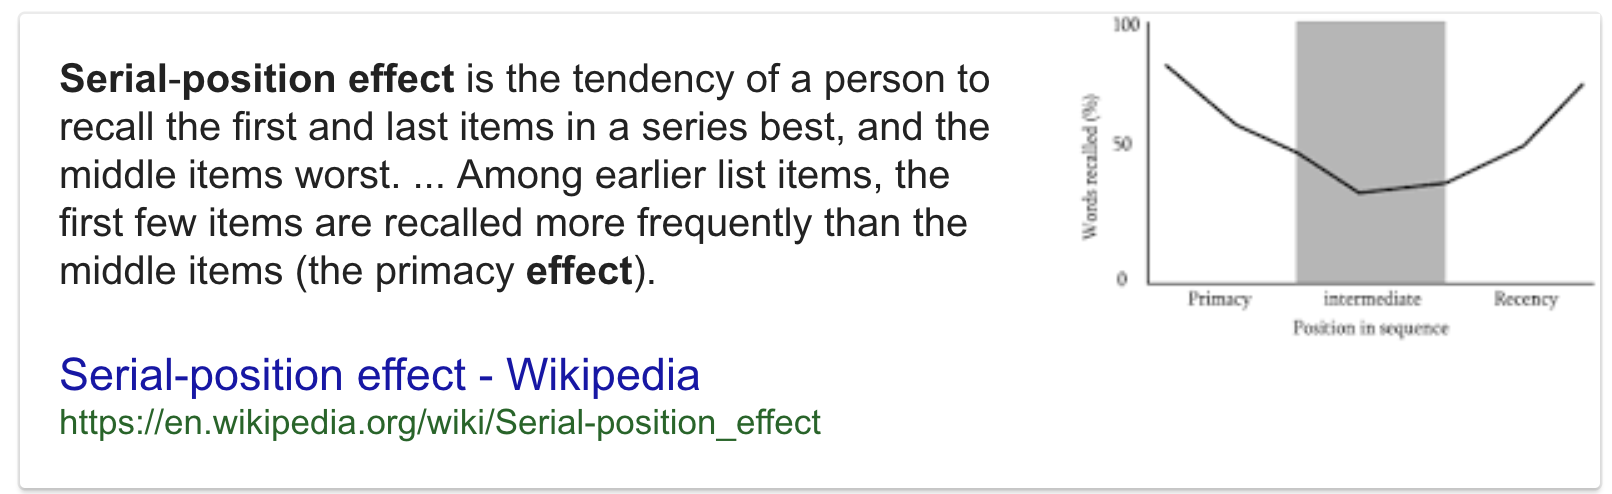 Serial-position effect is the tendency of a person to
recall the first and last items in a series best, and the
middle items worst. ... Among earlier list items, the
first few items are recalled more frequently than the
middle items (the primacy effect).
Serial-position effect - Wikipedia
https://en.wikipedia.org/wiki/Serial-position_effect
100
50
0
Words recalled (%)
Primacy intermediate Recency
Position in sequence